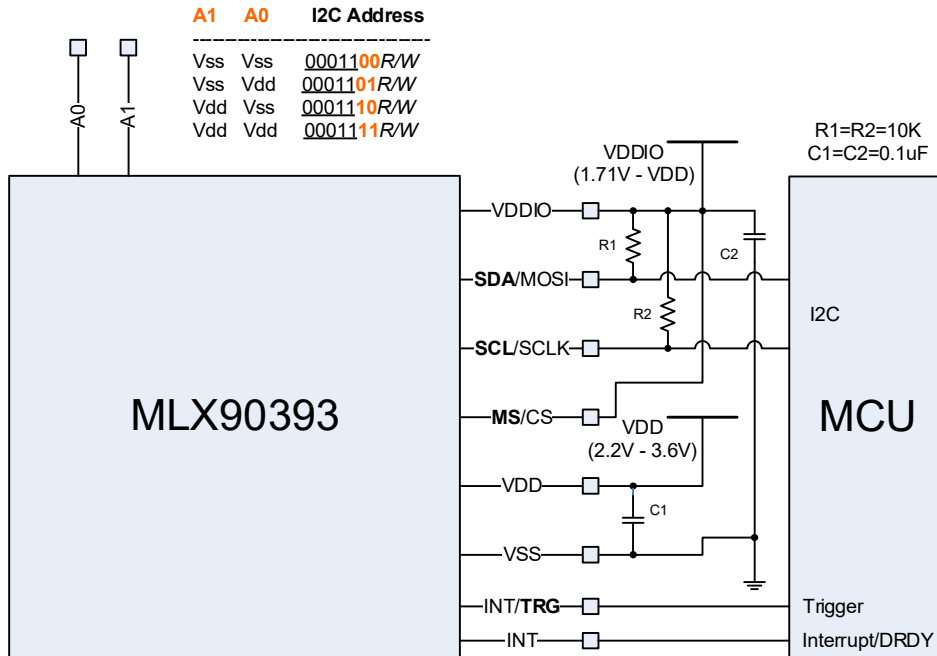 A1 A0 I2C Address
----------------------------
Vss Vss 0001100R/W
Vss Vdd 0001101R/W
Vdd Vss 0001110R/W
Vdd Vdd 0001111R/W
A0
A1
R1=R2=10K
C1=C2=0.1uF
VDDIO
(1.71V - VDD)
VDDIO
R1
C2
SDA/MOSI
R2
I2C
SCL/SCLK
MLX90393
MCU
MS/CS
VDD
(2.2V - 3.6V)
VDD
C1
VSS
INT/TRG
Trigger
INT
Interrupt/DRDY